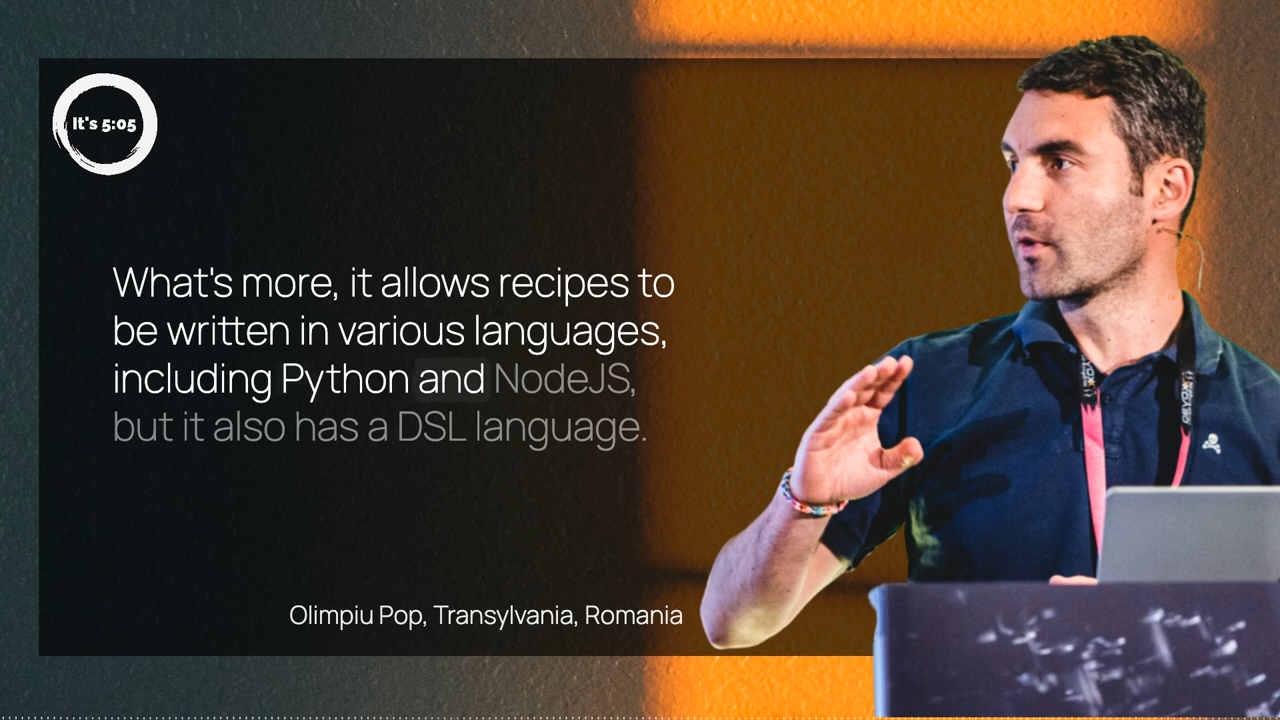 It's 5:05
What's more, it allows recipes to
be written in various languages,
including Python and NodeJS,
but it also has a DSL language.
Olimpiu Pop, Transylvania, Romania